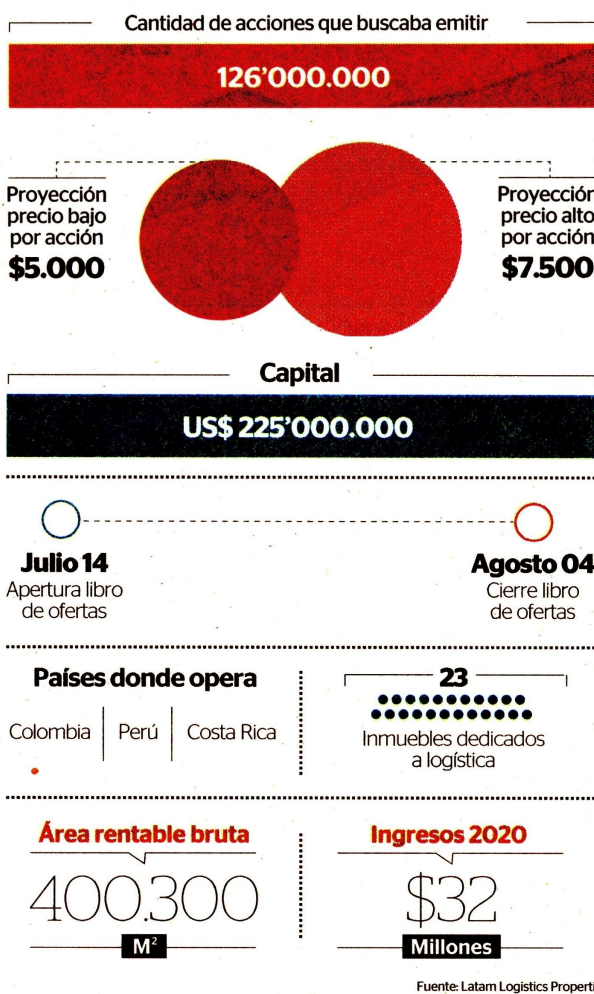 Cantidad de acciones que buscaba emitir
126'000.000
Proyección
precio bajo
por acción
$5.000
Proyección
precio alto
por acción
$7.500
Capital
US$ 225'000.000
Julio 14
Apertura libro
de ofertas
Agosto 04
Cierre libro
de ofertas
Países donde opera
Colombia
Perú
Costa Rica
23
Inmuebles dedicados
a logística
Área rentable bruta
400.300
M²
Ingresos 2020
$32
Millones
Fuente: Latam Logistics Properti